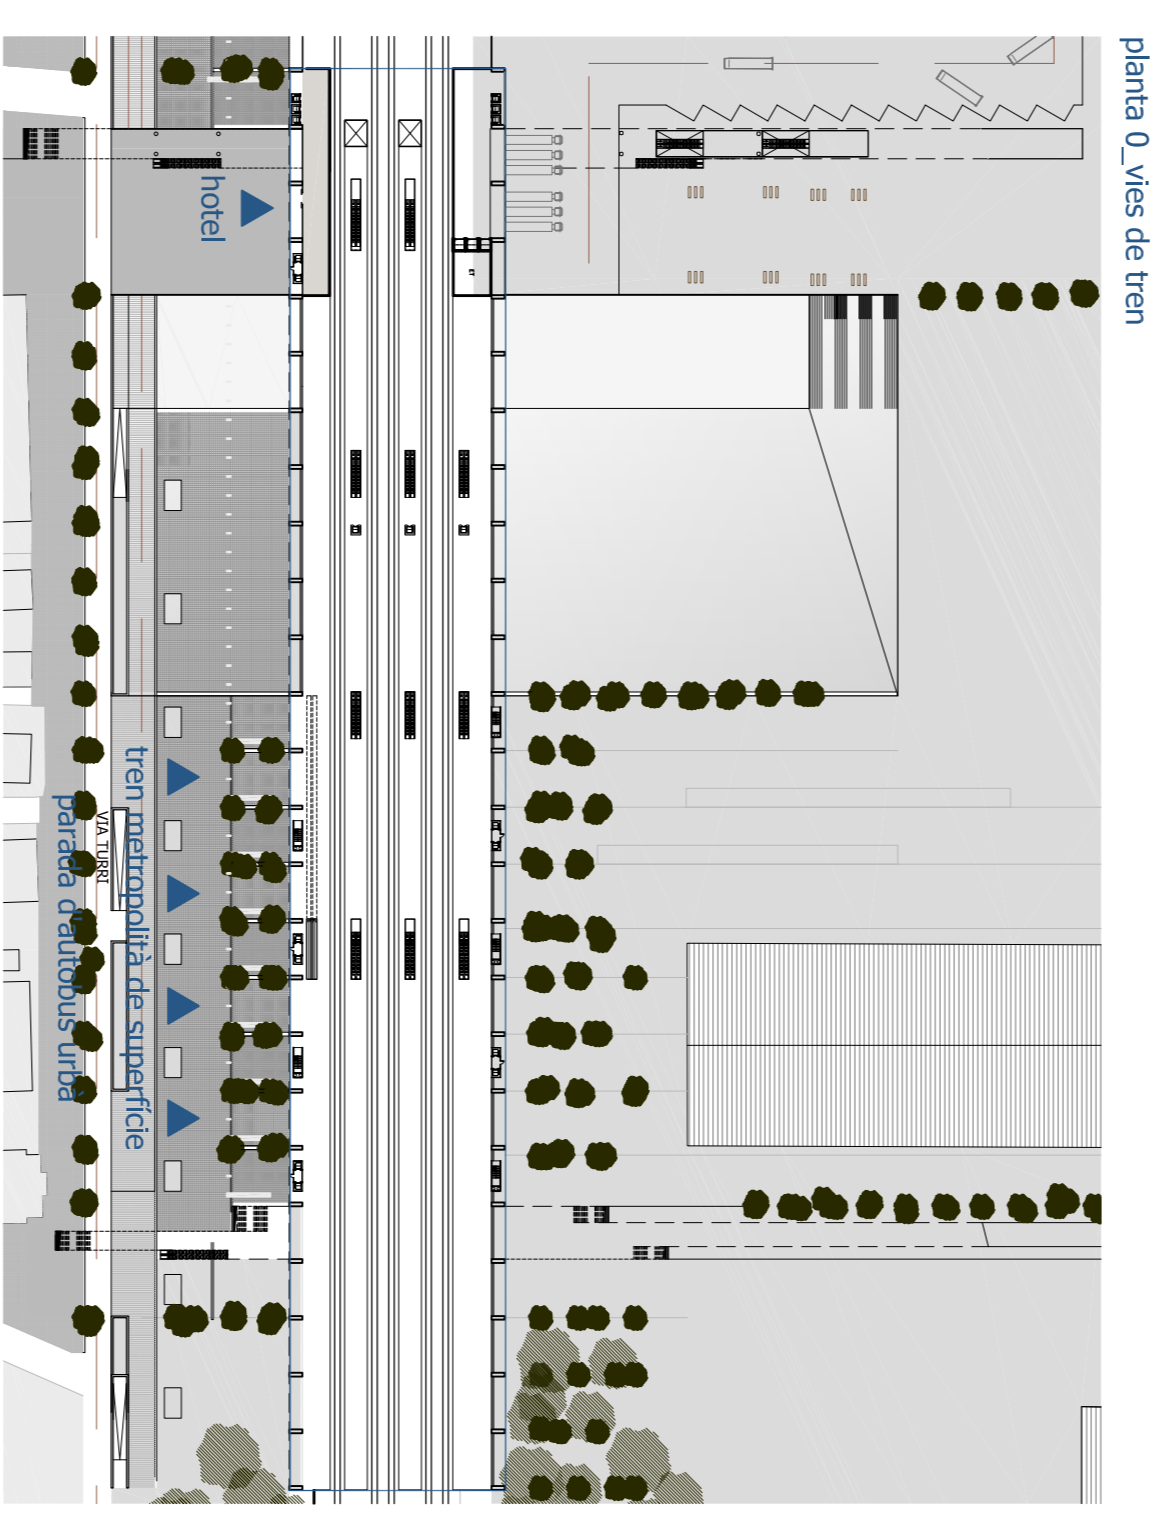 planta 0_vies de tren
hotel
tren metropolità de superfície
VIA TURRI
parada d'autobus urbà